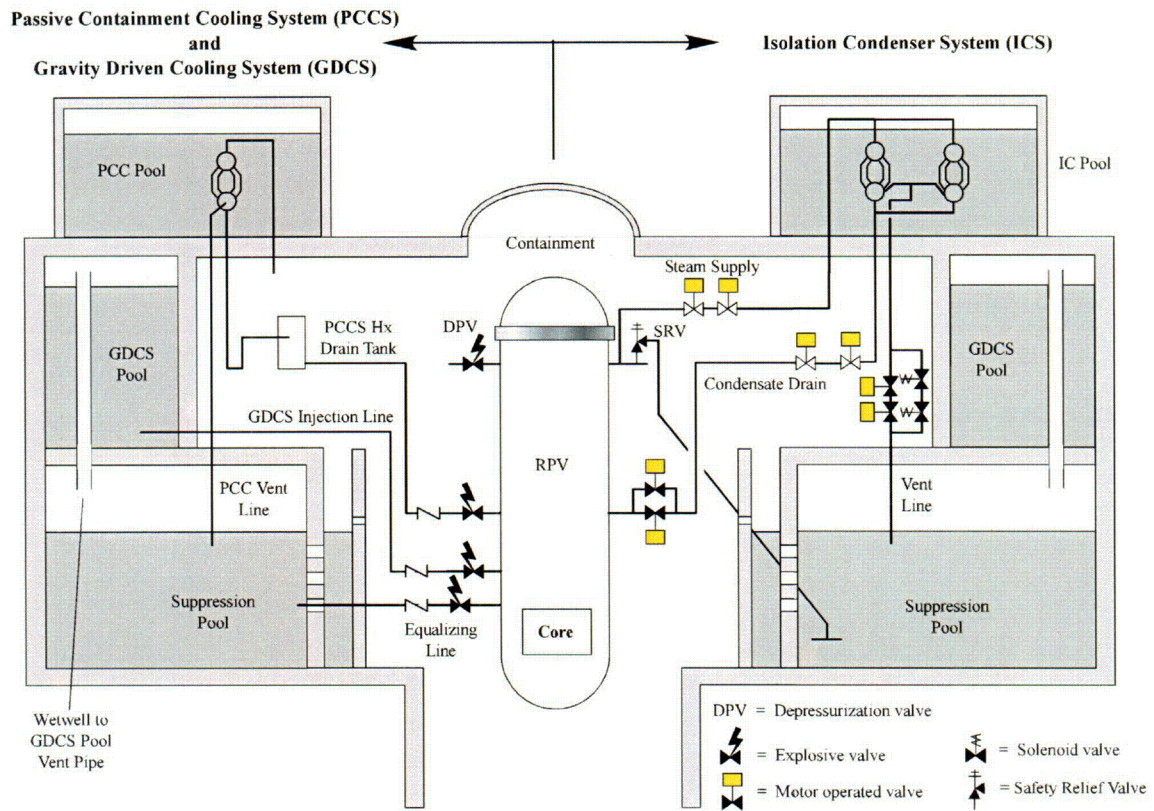 Passive Containment Cooling System (PCCS)
and
Gravity Driven Cooling System (GDCS)
Isolation Condenser System (ICS)
PCC Pool
IC Pool
Containment
Steam Supply
DPV
SRV
PCCS Hx
Drain Tank
GDCS
Pool
Condensate Drain
GDCS
Pool
GDCS Injection Line
RPV
PCC Vent
Line
Vent
Line
Suppression
Pool
Suppression
Pool
Equalizing
Line
Core
Wetwell to
GDCS Pool
Vent Pipe
DPV = Depressurization valve
= Explosive valve
= Solenoid valve
= Motor operated valve
= Safety Relief Valve